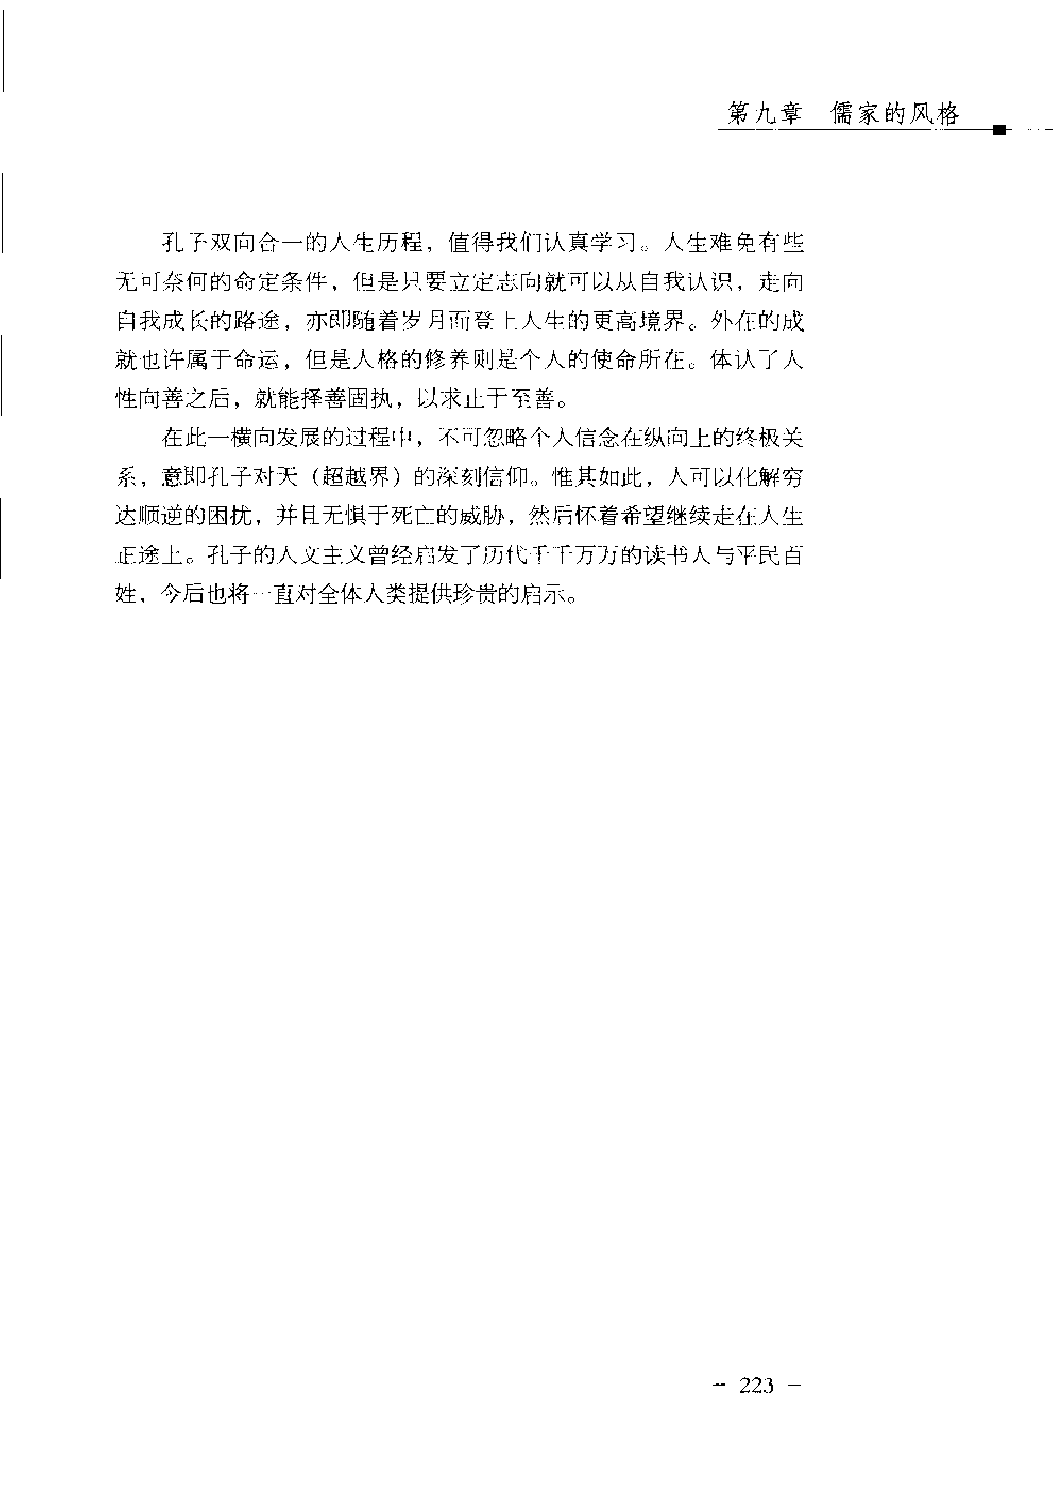 第九章 儒家的风格
孔子双向合一的人生历程，值得我们认真学习。人生难免有些
无可奈何的命定条件，但是只要立定志向就可以从自我认识，走向
自我成长的路途，亦即随着岁月而登上人生的更高境界。外在的成
就也许属于命运，但是人格的修养则是个人的使命所在。体认了人
性向善之后，就能择善固执，以求止于至善。
在此一横向发展的过程中，不可忽略个人信念在纵向上的终极关
系，意即孔子对天（超越界）的深刻信仰。惟其如此，人可以化解穷
达顺逆的困扰，并且无惧于死亡的威胁，然后怀着希望继续走在人生
正途上。孔子的人文主义曾经启发了历代千千万万的读书人与平民百
姓，今后也将一直对全体人类提供珍贵的启示。
- 223 -